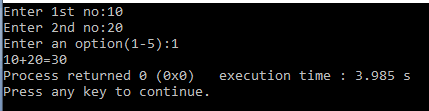 Enter 1st no:10
Enter 2nd no:20
Enter an option(1-5):1
10+20=30
Process returned 0 (0x0)   execution time : 3.985 s
Press any key to continue.